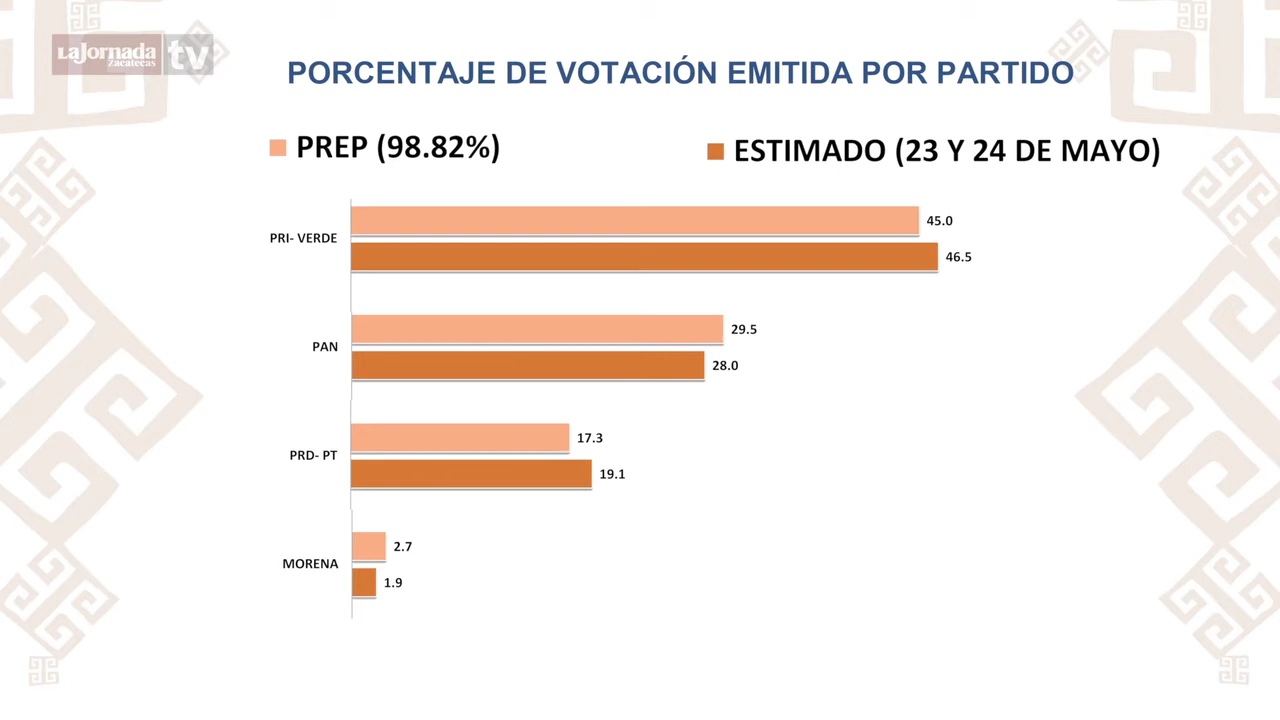 LaJornada
Zacatecas
tv
PORCENTAJE DE VOTACIÓN EMITIDA POR PARTIDO
PREP (98.82%)
ESTIMADO (23 Y 24 DE MAYO)
PRI- VERDE
45.0
46.5
PAN
29.5
28.0
PRD- PT
17.3
19.1
MORENA
2.7
1.9